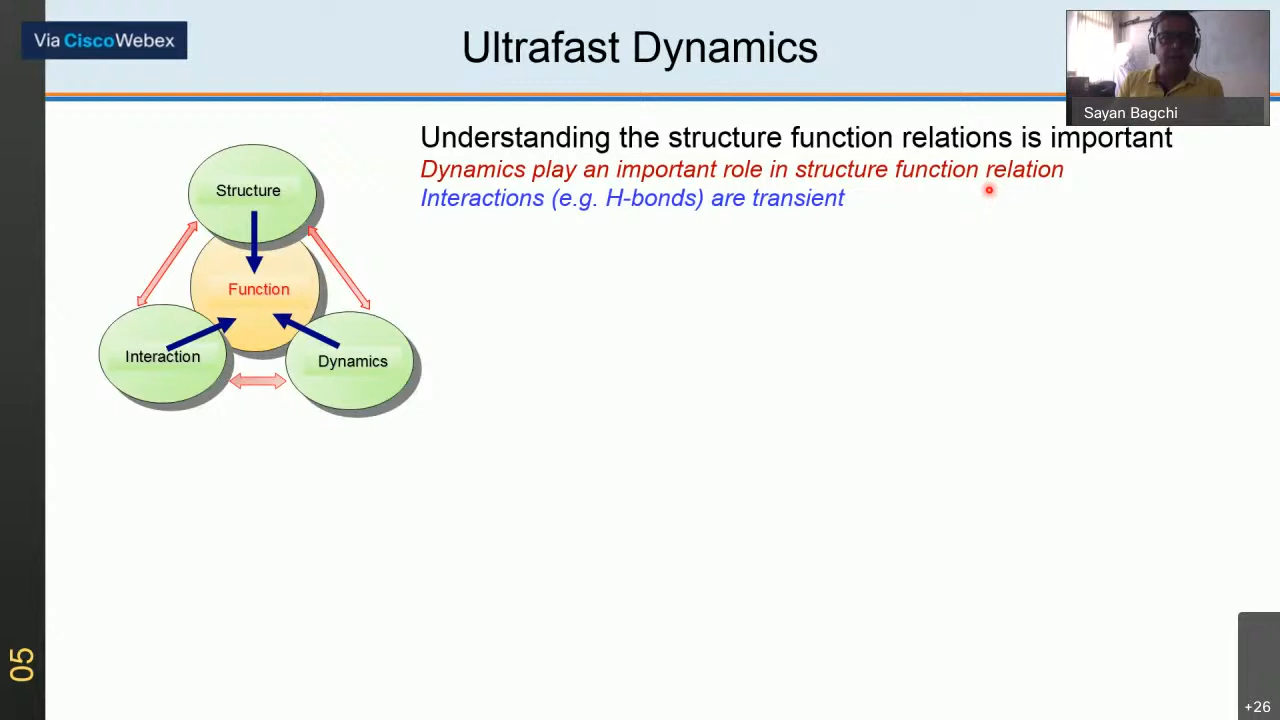 Via CiscoWebex
Ultrafast Dynamics
Sayan Bagchi
Understanding the structure function relations is important
Dynamics play an important role in structure function relation
Interactions (e.g. H-bonds) are transient
Structure
Function
Interaction
Dynamics
05
+26